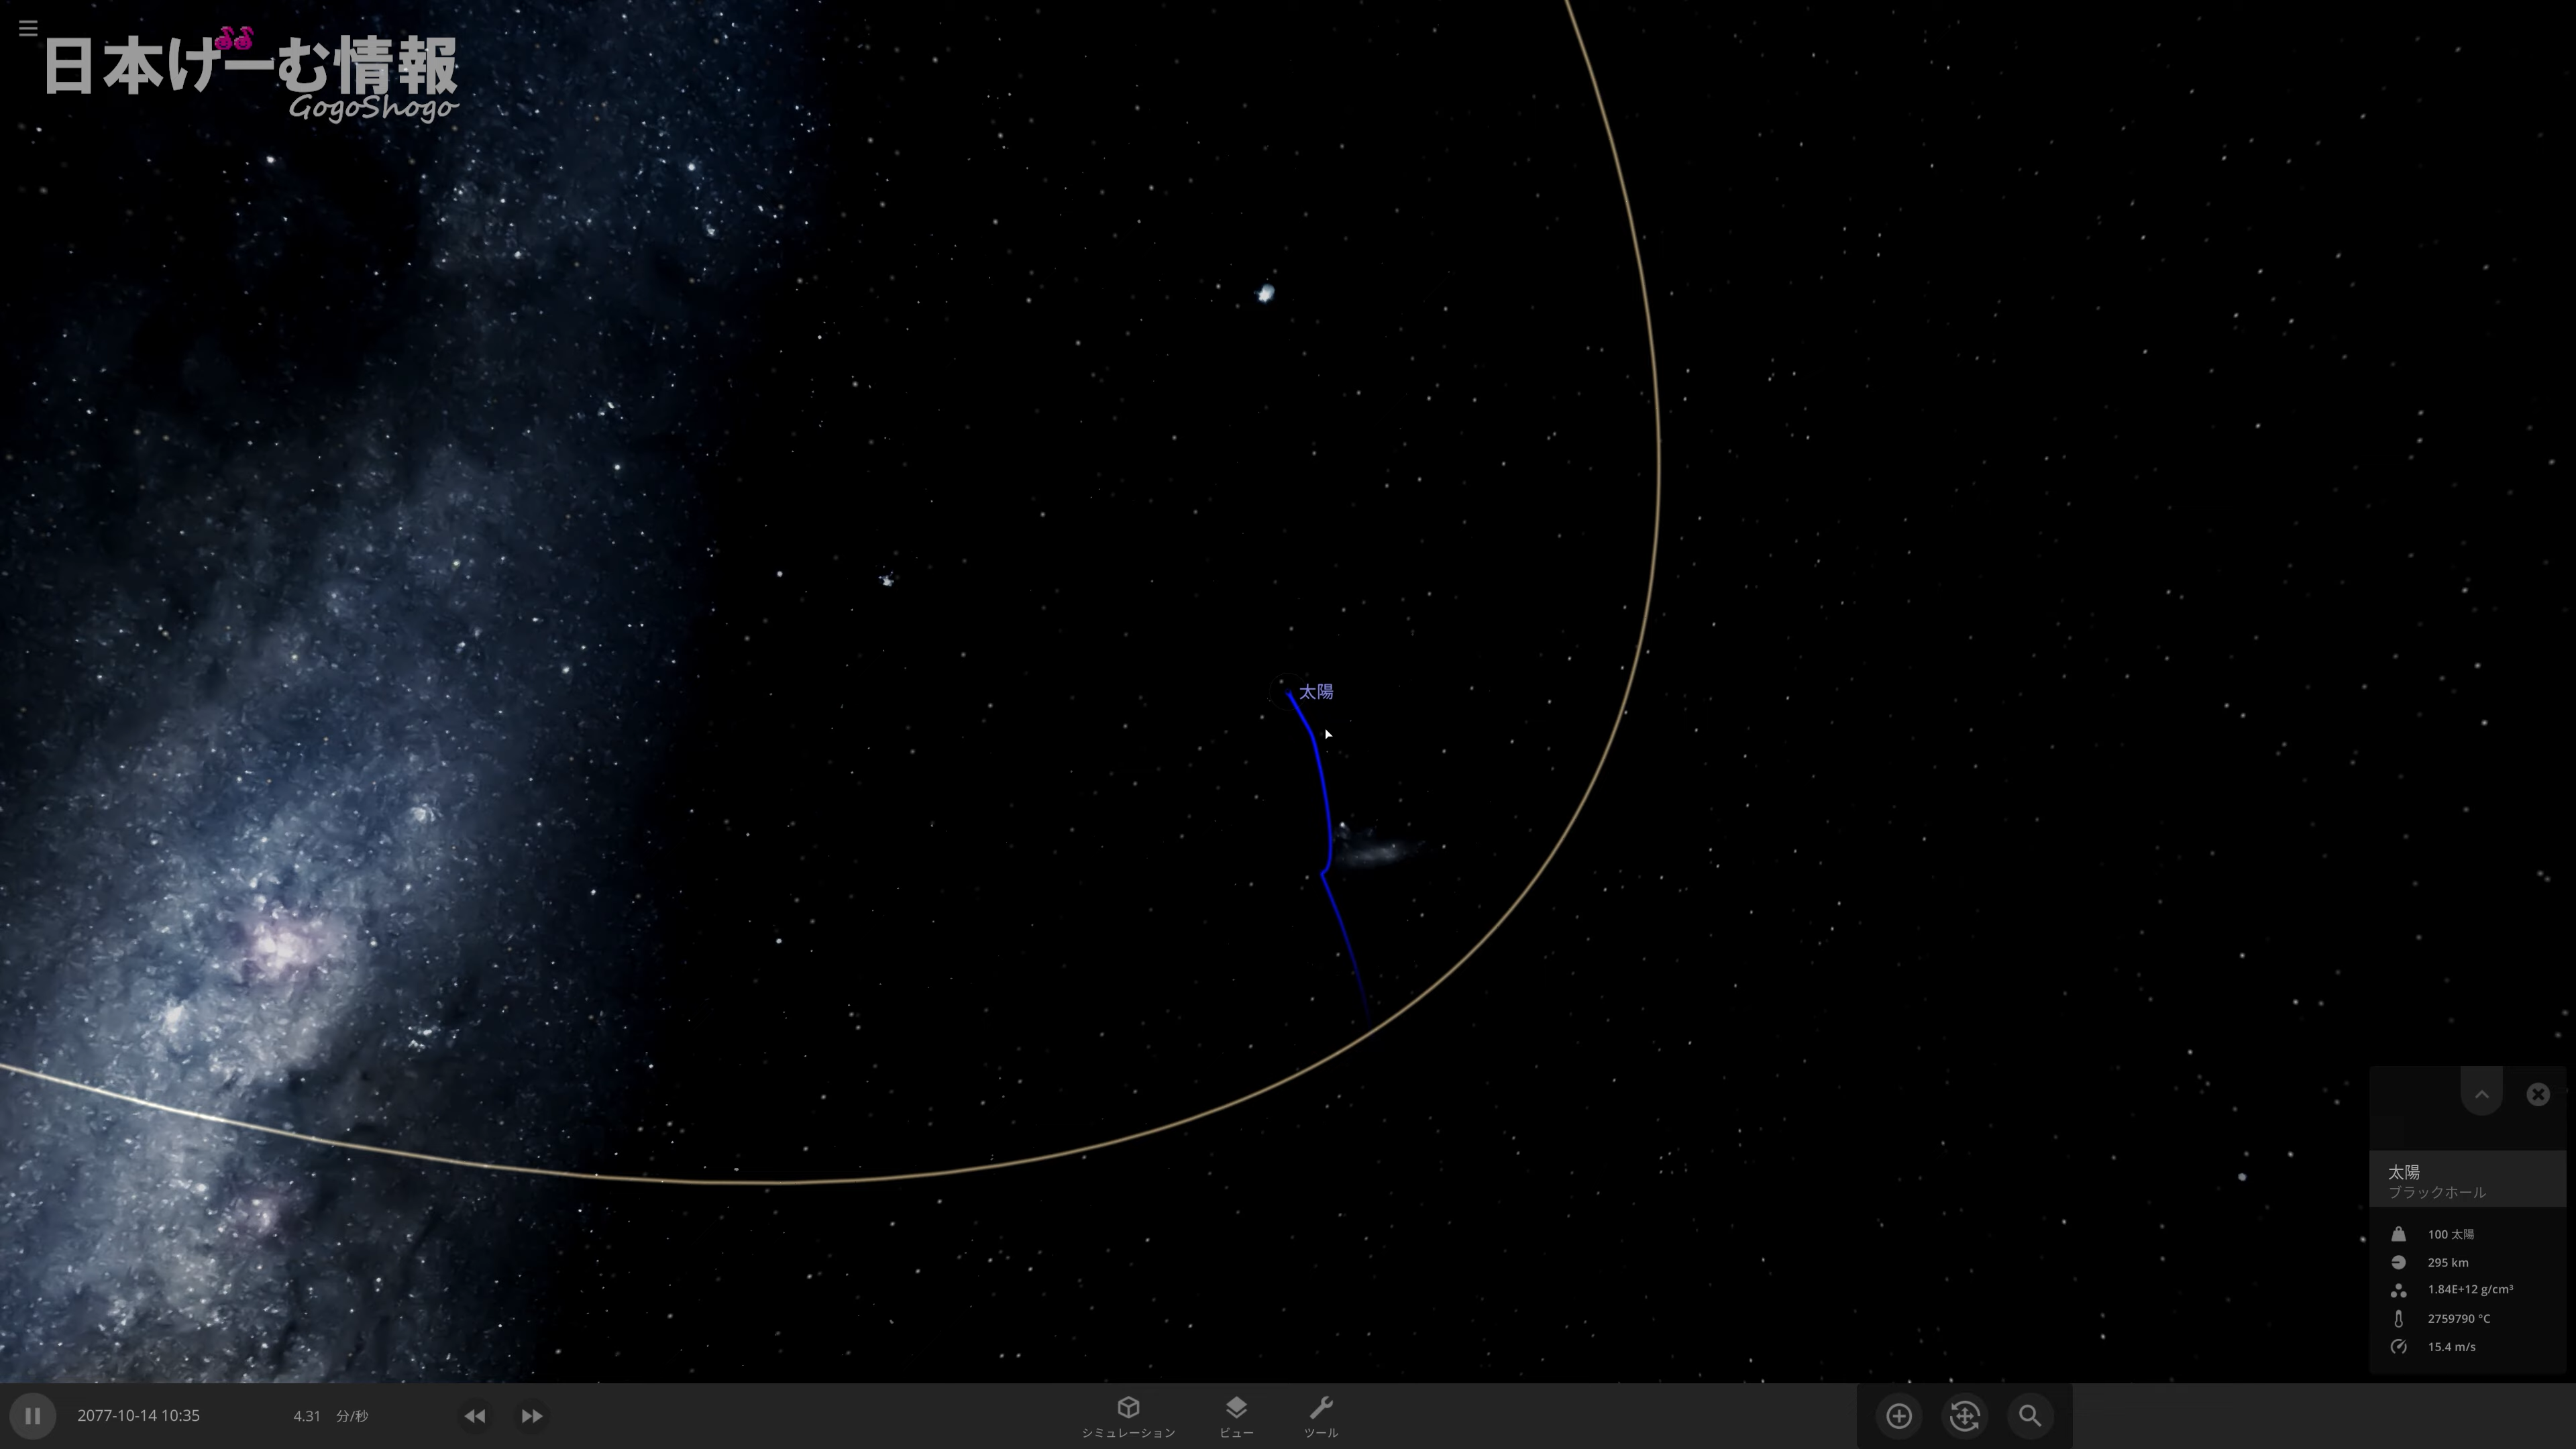 日本げーむ情報
GogoShogo
太陽
太陽
ブラックホール
100 太陽
295 km
1.84E+12 g/cm³
2759790 °C
15.4 m/s
2077-10-14 10:35
4.31 分/秒
シミュレーション
ビュー
ツール